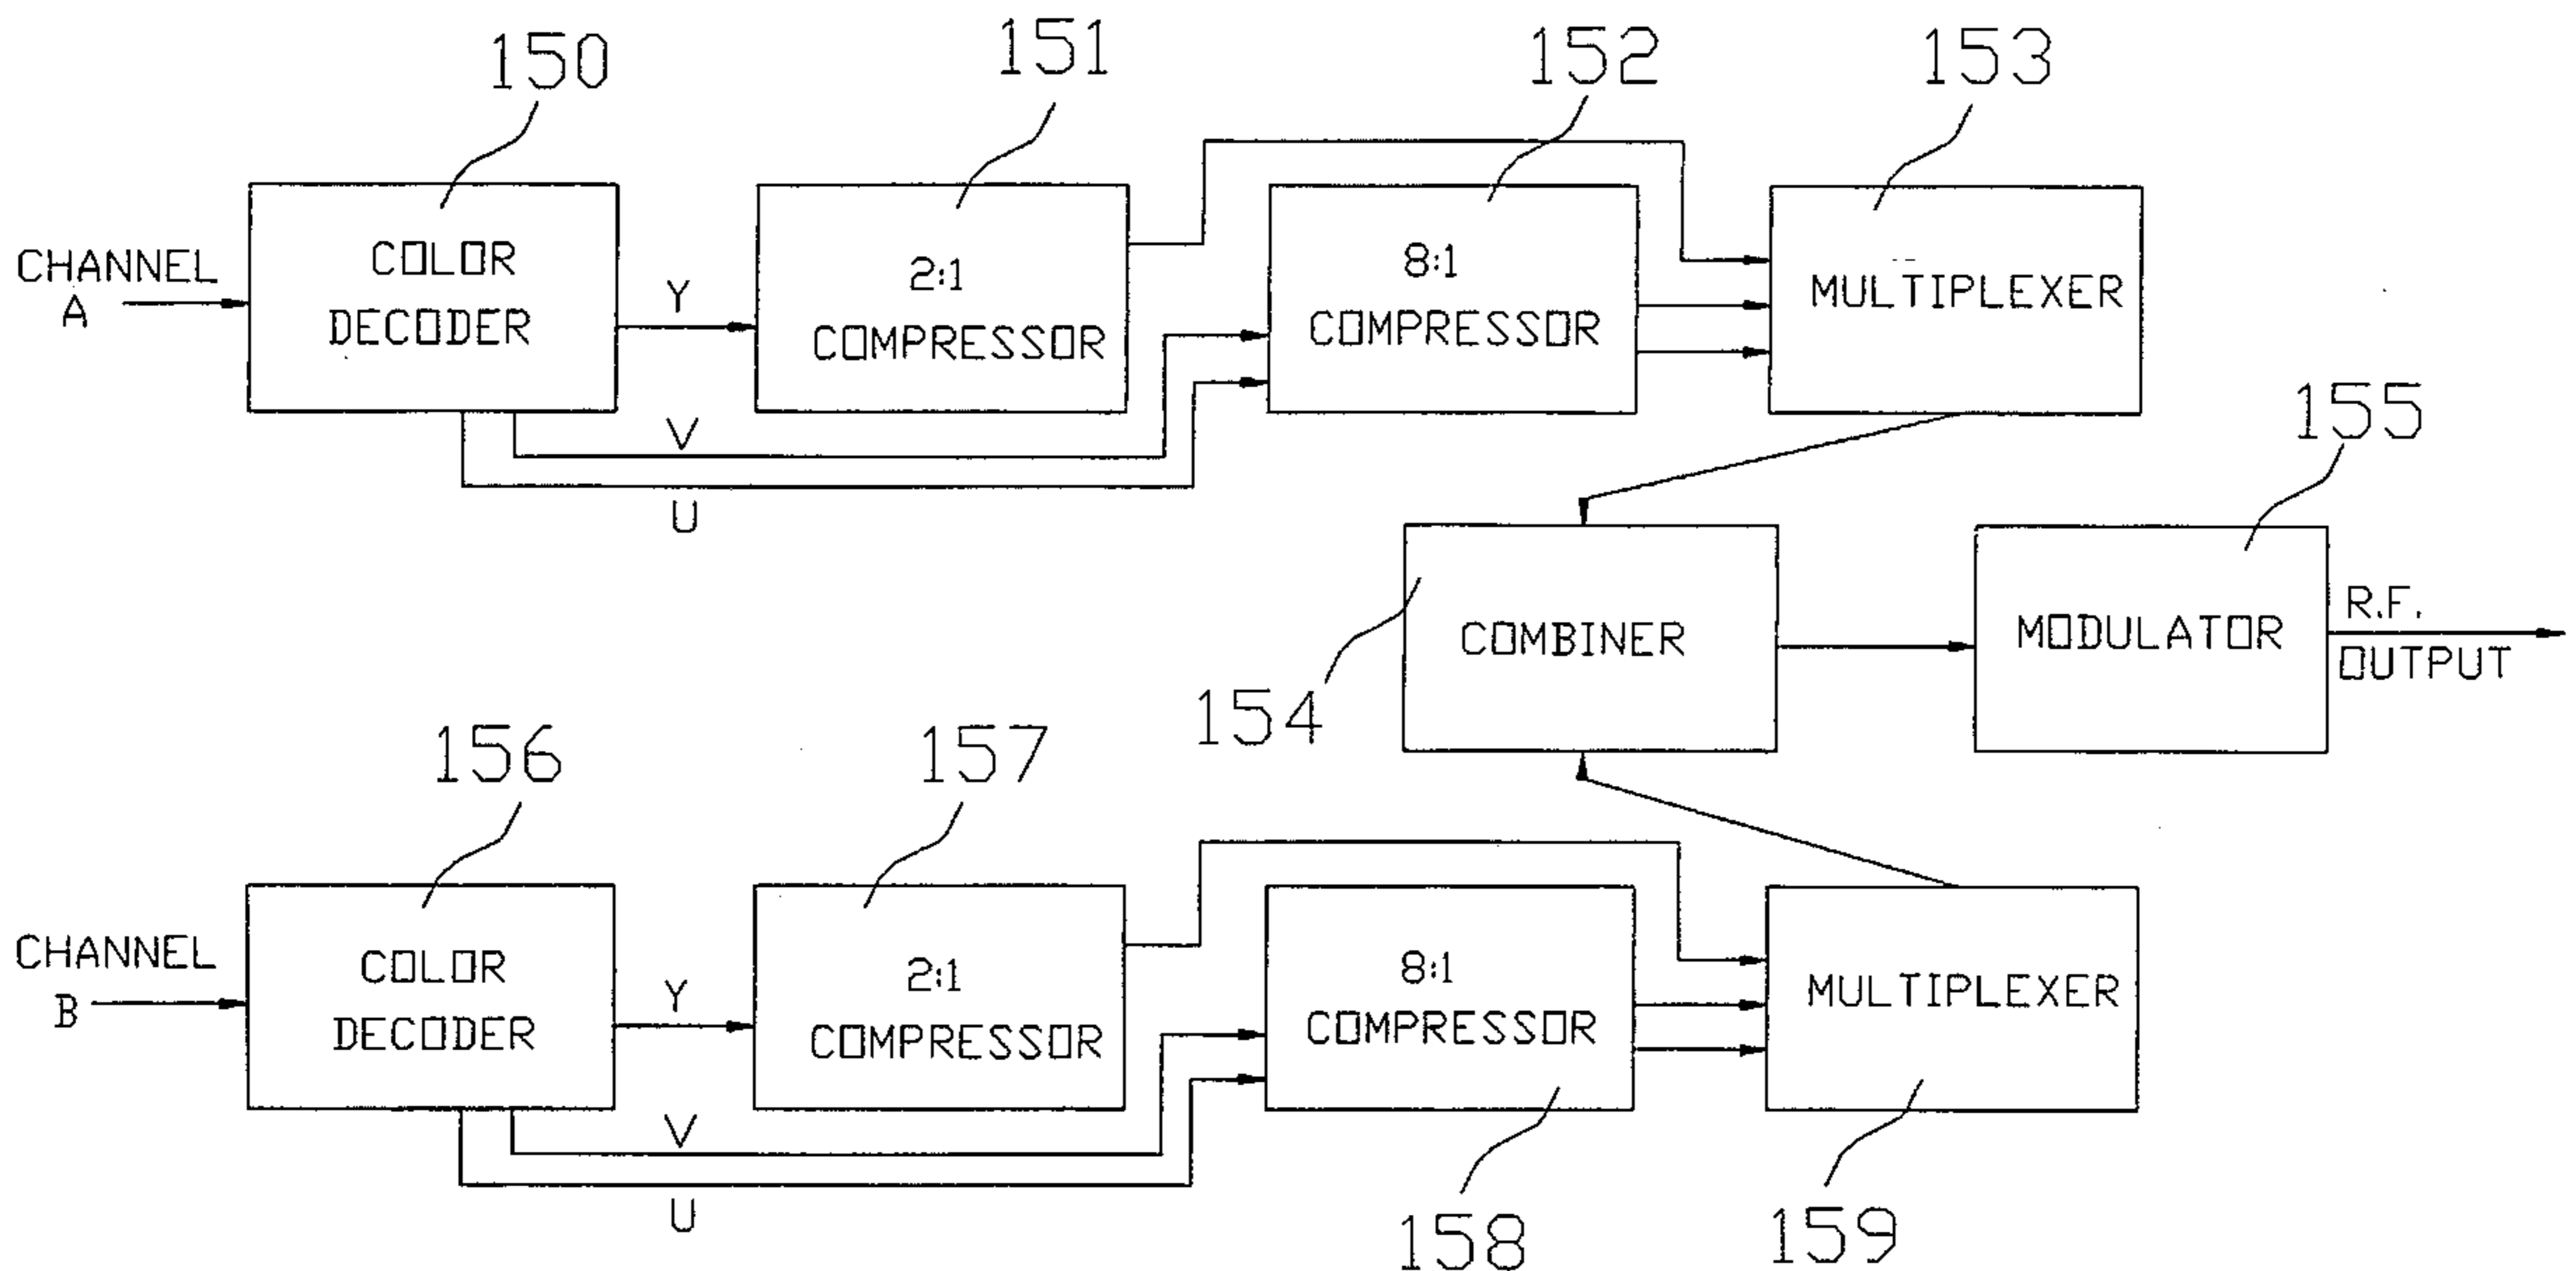 150
151
152
153
CHANNEL
A
COLOR
DECODER
Y
2:1
COMPRESSOR
8:1
COMPRESSOR
MULTIPLEXER
V
U
155
154
COMBINER
MODULATOR
R.F.
OUTPUT
156
157
CHANNEL
B
COLOR
DECODER
Y
2:1
COMPRESSOR
8:1
COMPRESSOR
MULTIPLEXER
V
U
158
159